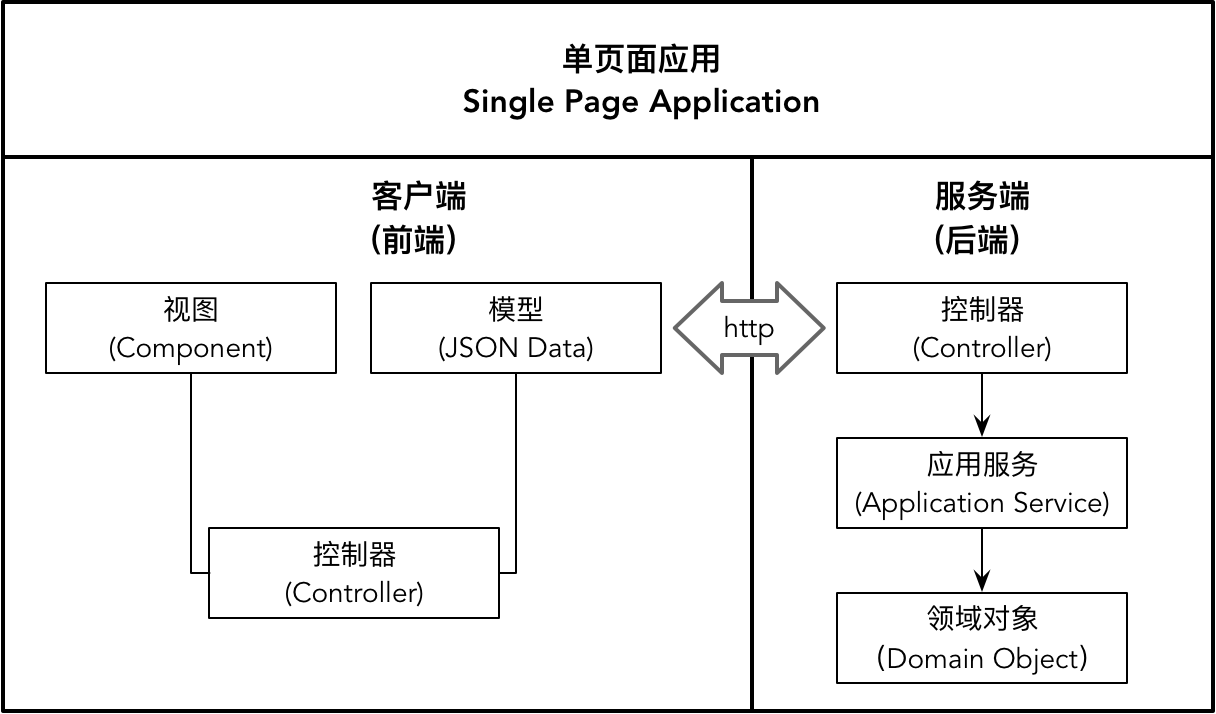 单页面应用
Single Page Application
客户端
(前端)
视图
(Component)
模型
(JSON Data)
控制器
(Controller)
http
服务端
(后端)
控制器
(Controller)
应用服务
(Application Service)
领域对象
(Domain Object)